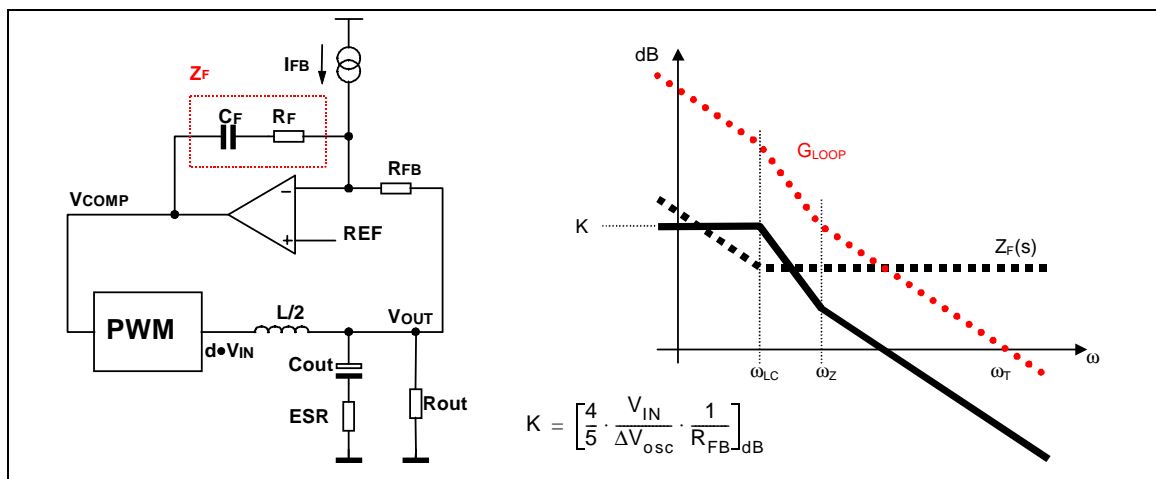 IFB
ZF
CF
RF
RFB
VCOMP
REF
PWM
L/2
VOUT
d•VIN
Cout
ESR
Rout
dB
GLOOP
K
ZF(s)
ωLC
ωZ
ωT
ω
K = [4/5 · VIN/ΔVosc · 1/RFB]dB